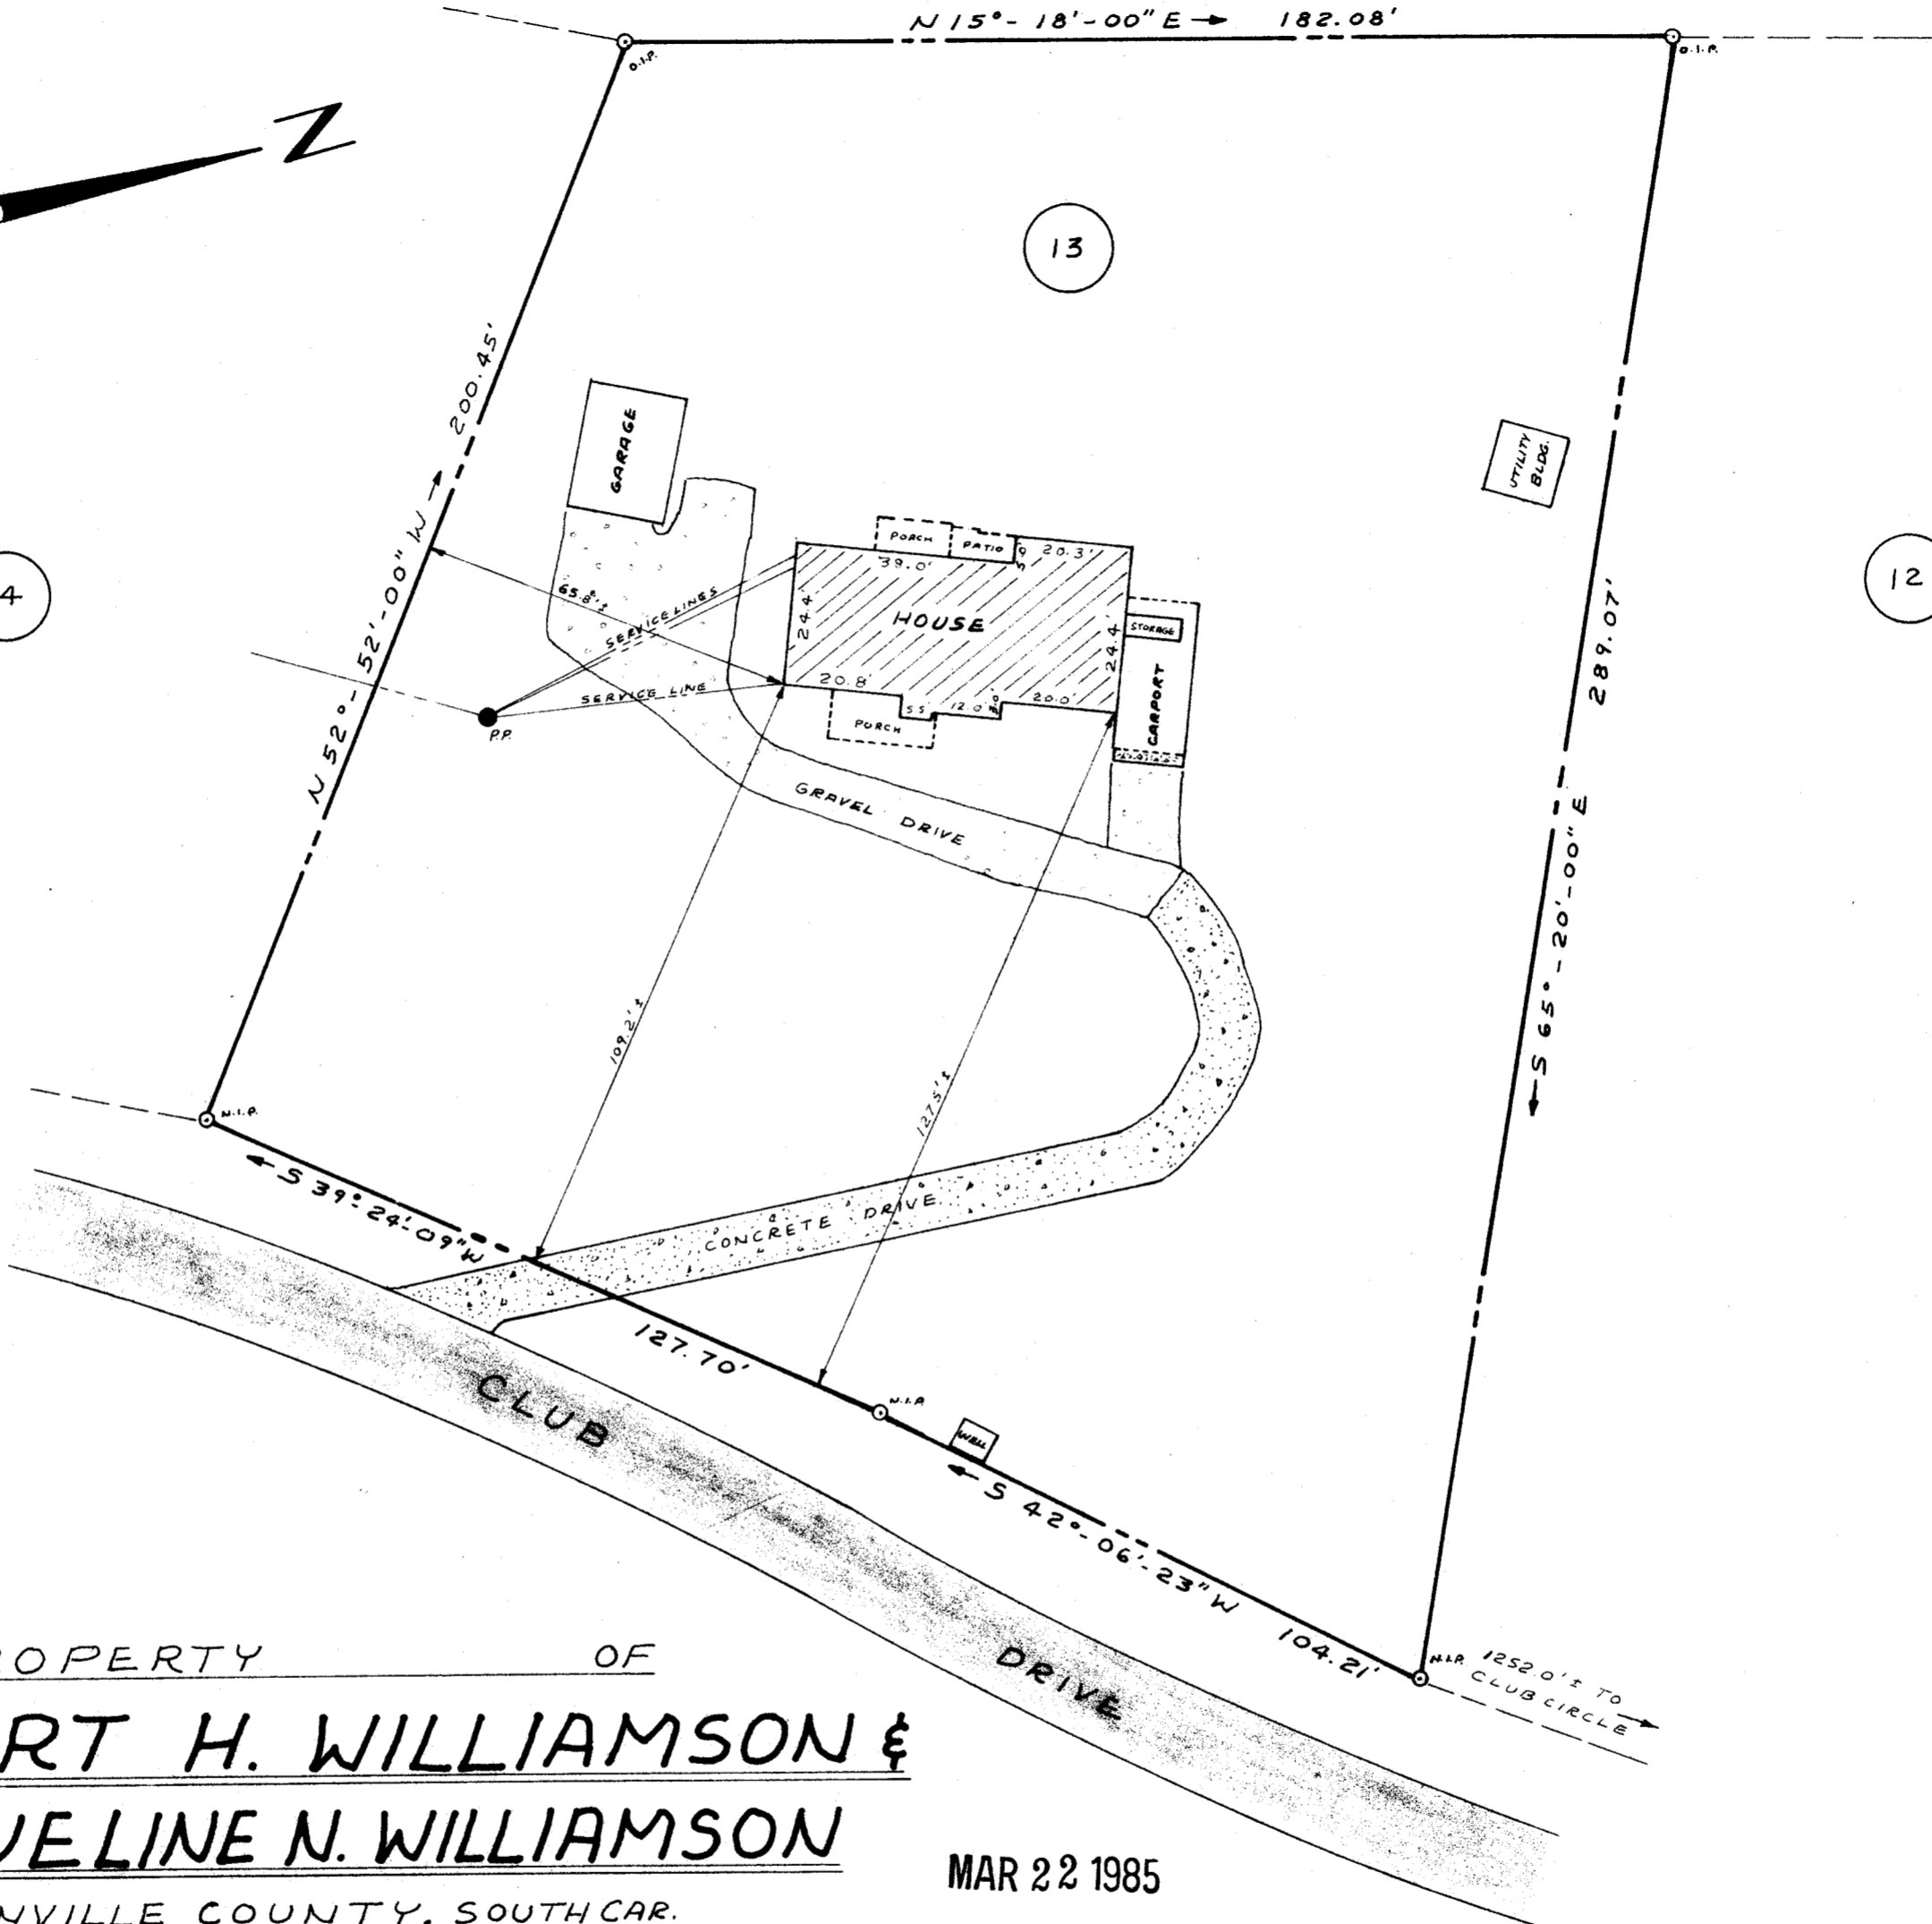 N 15° - 18' - 00" E 182.08'
O.I.P.
O.I.P.
N
13
200.45'
N 52° - 52' - 00" W
4
12
GARAGE
UTILITY
BLDG.
PORCH
PATIO
20.3'
39.0'
65.8'±
SERVICE LINES
24.4
HOUSE
24.4
STORAGE
CARPORT
289.07'
20.8'
SERVICE LINE
5.5
12.0
20.0
PORCH
P.P.
GRAVEL DRIVE
S 65° - 20' - 00" E
109.2'±
127.5'±
N.I.P.
S 39° - 24' - 09" W
CONCRETE DRIVE
127.70'
N.I.P.
WELL
CLUB
DRIVE
S 42° - 06' - 23" W
104.21'
N.I.P.
1252.0'± TO
CLUB CIRCLE
OPERTY OF
RT H. WILLIAMSON &
UELINE N. WILLIAMSON
MAR 22 1985
NVILLE COUNTY, SOUTH CAR.